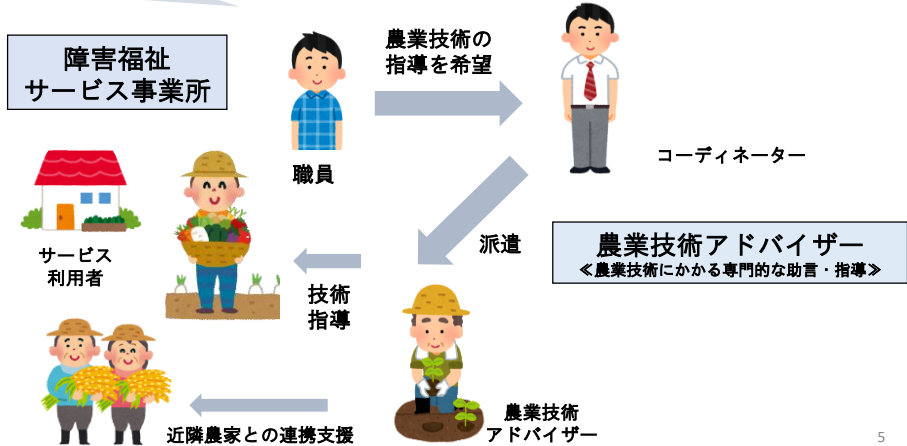 障害福祉
サービス事業所
農業技術の
指導を希望
職員
コーディネーター
サービス
利用者
派遣
農業技術アドバイザー
≪農業技術にかかる専門的な助言・指導≫
技術
指導
近隣農家との連携支援
農業技術
アドバイザー
5